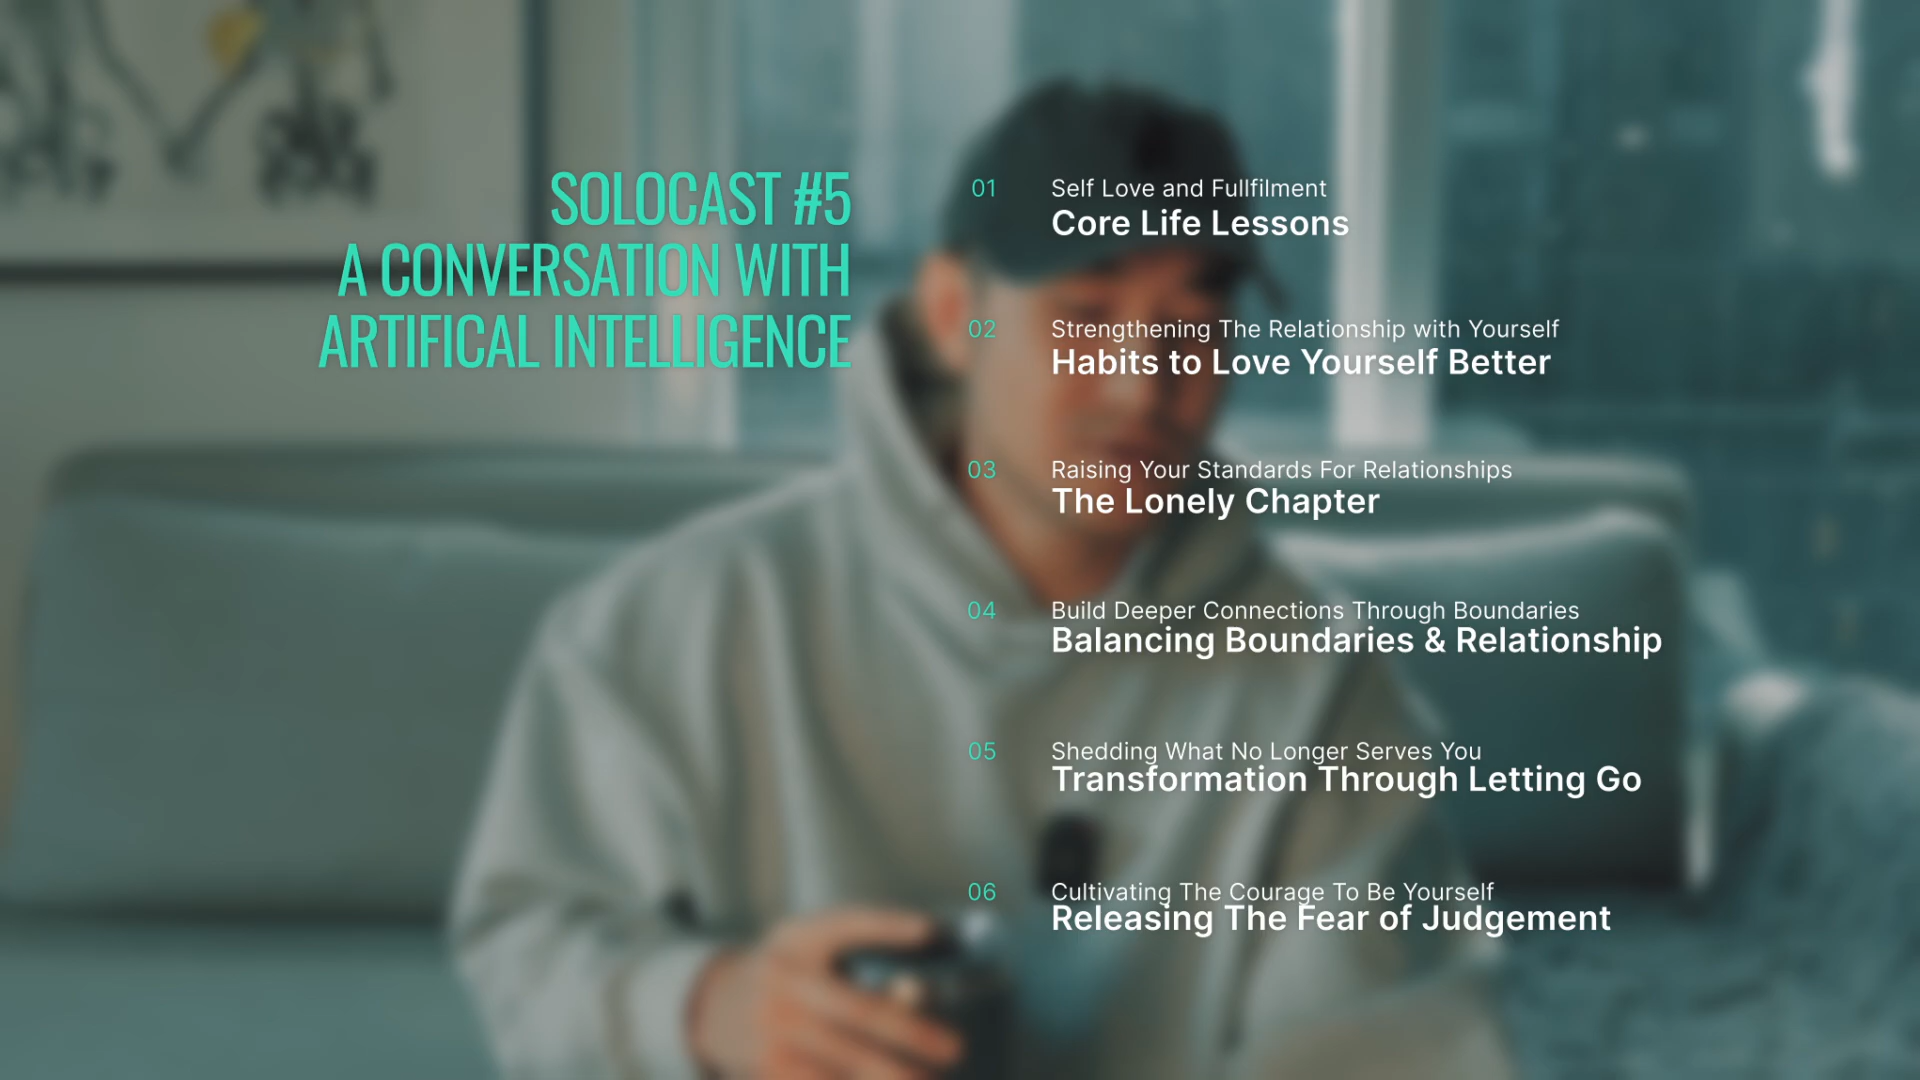 SOLOCAST #5
A CONVERSATION WITH
ARTIFICAL INTELLIGENCE
01
Self Love and Fullfilment
Core Life Lessons
02
Strengthening The Relationship with Yourself
Habits to Love Yourself Better
03
Raising Your Standards For Relationships
The Lonely Chapter
04
Build Deeper Connections Through Boundaries
Balancing Boundaries & Relationship
05
Shedding What No Longer Serves You
Transformation Through Letting Go
06
Cultivating The Courage To Be Yourself
Releasing The Fear of Judgement